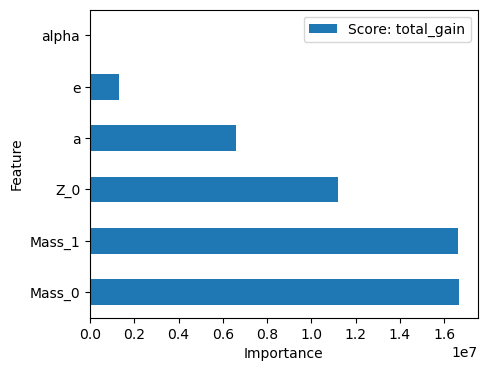 Score: total_gain
Feature
alpha
e
a
Z_0
Mass_1
Mass_0
0.0 0.2 0.4 0.6 0.8 1.0 1.2 1.4 1.6
1e7
Importance